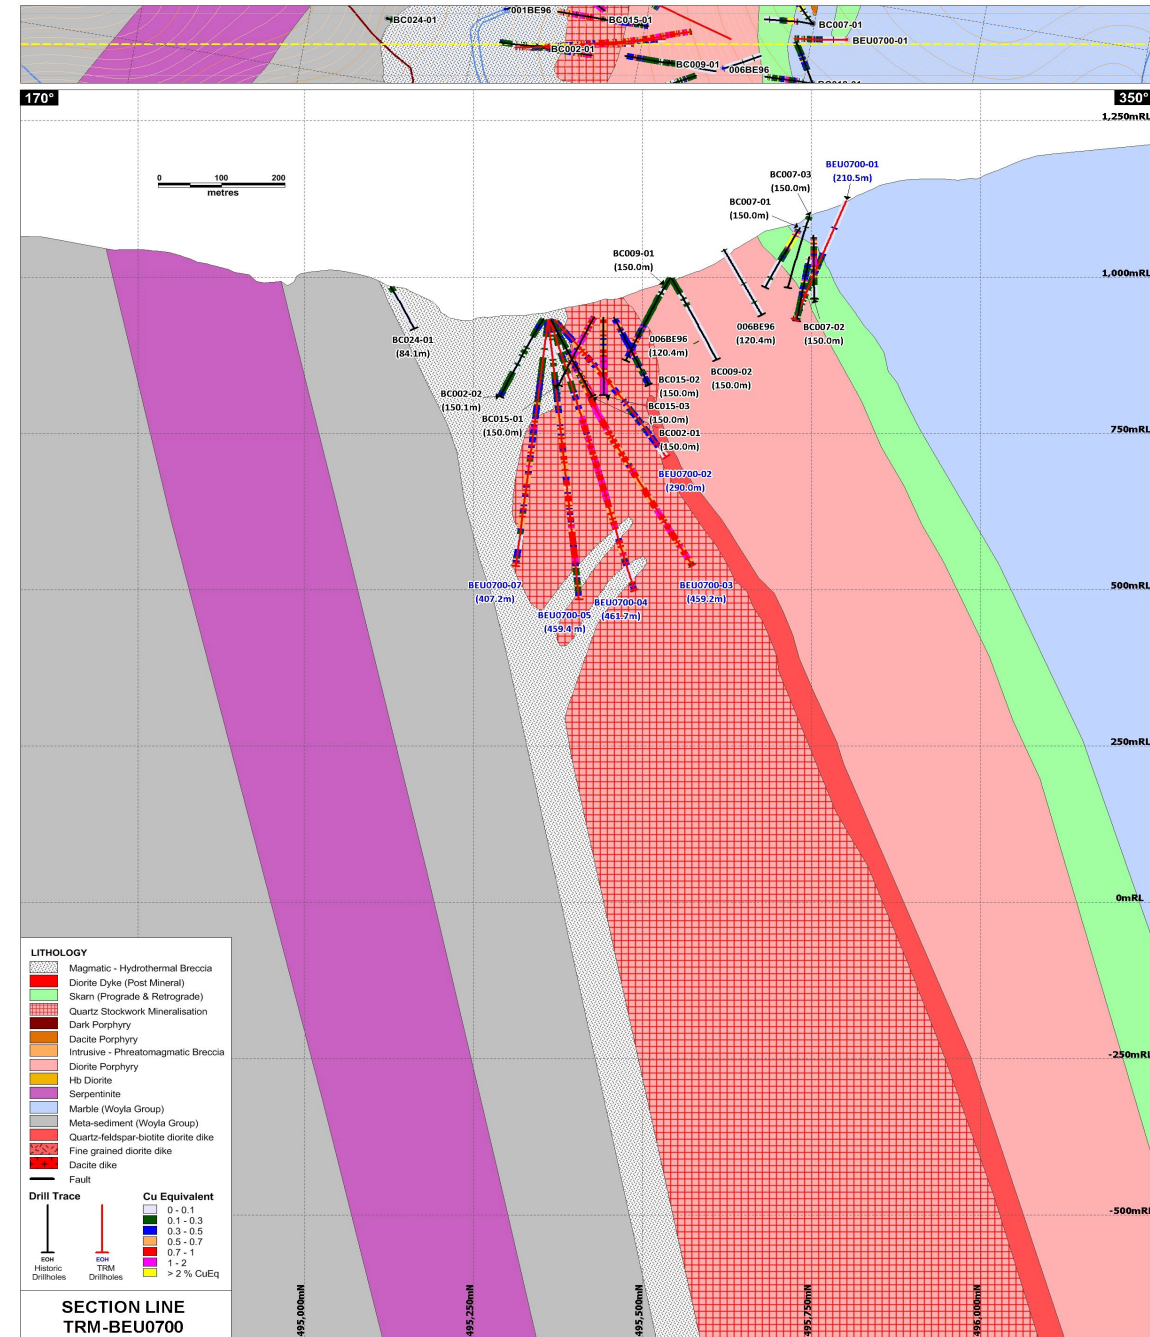 001BE96
BC024-01
BC015-01
BC007-01
BC002-01
BEU0700-01
BC009-01
006BE96
170°
350°
1,250mRL
0 100 200
metres
BEU0700-01
(210.5m)
BC007-03
(150.0m)
BC007-01
(150.0m)
BC009-01
(150.0m)
1,000mRL
BC024-01
(84.1m)
006BE96
(120.4m)
006BE96
(120.4m)
BC007-02
(150.0m)
BC009-02
(150.0m)
BC002-02
(150.1m)
BC015-02
(150.0m)
BC015-01
(150.0m)
BC015-03
(150.0m)
BC002-01
(150.0m)
750mRL
BEU0700-02
(290.0m)
BEU0700-07
(407.2m)
BEU0700-03
(459.2m)
500mRL
BEU0700-04
(461.7m)
BEU0700-05
(459.4 m)
250mRL
0mRL
-250mRL
-500mRL
LITHOLOGY
Magmatic - Hydrothermal Breccia
Diorite Dyke (Post Mineral)
Skarn (Prograde & Retrograde)
Quartz Stockwork Mineralisation
Dark Porphyry
Dacite Porphyry
Intrusive - Phreatomagmatic Breccia
Diorite Porphyry
Hb Diorite
Serpentinite
Marble (Woyla Group)
Meta-sediment (Woyla Group)
Quartz-feldspar-biotite diorite dike
Fine grained diorite dike
Dacite dike
Fault
Drill Trace
EOH
Historic
Drillholes
EOH
TRM
Drillholes
Cu Equivalent
0 - 0.1
0.1 - 0.3
0.3 - 0.5
0.5 - 0.7
0.7 - 1
1 - 2
> 2 % CuEq
SECTION LINE
TRM-BEU0700
495,000mN
495,250mN
495,500mN
495,750mN
496,000mN